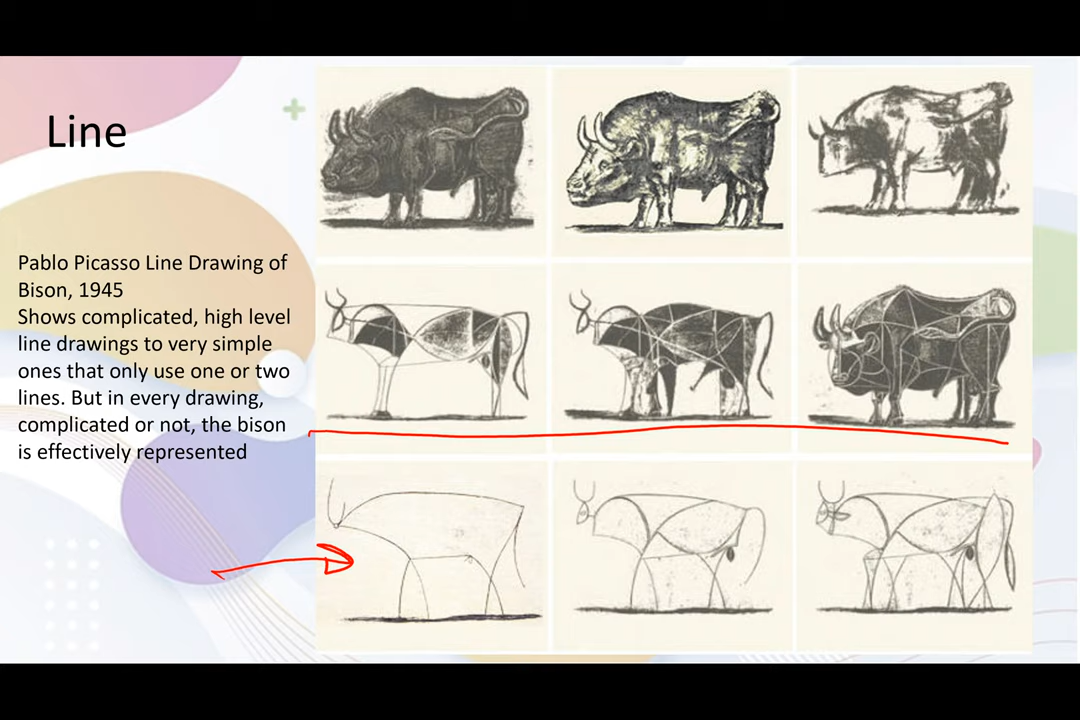 Line
Pablo Picasso Line Drawing of
Bison, 1945
Shows complicated, high level
line drawings to very simple
ones that only use one or two
lines. But in every drawing,
complicated or not, the bison
is effectively represented